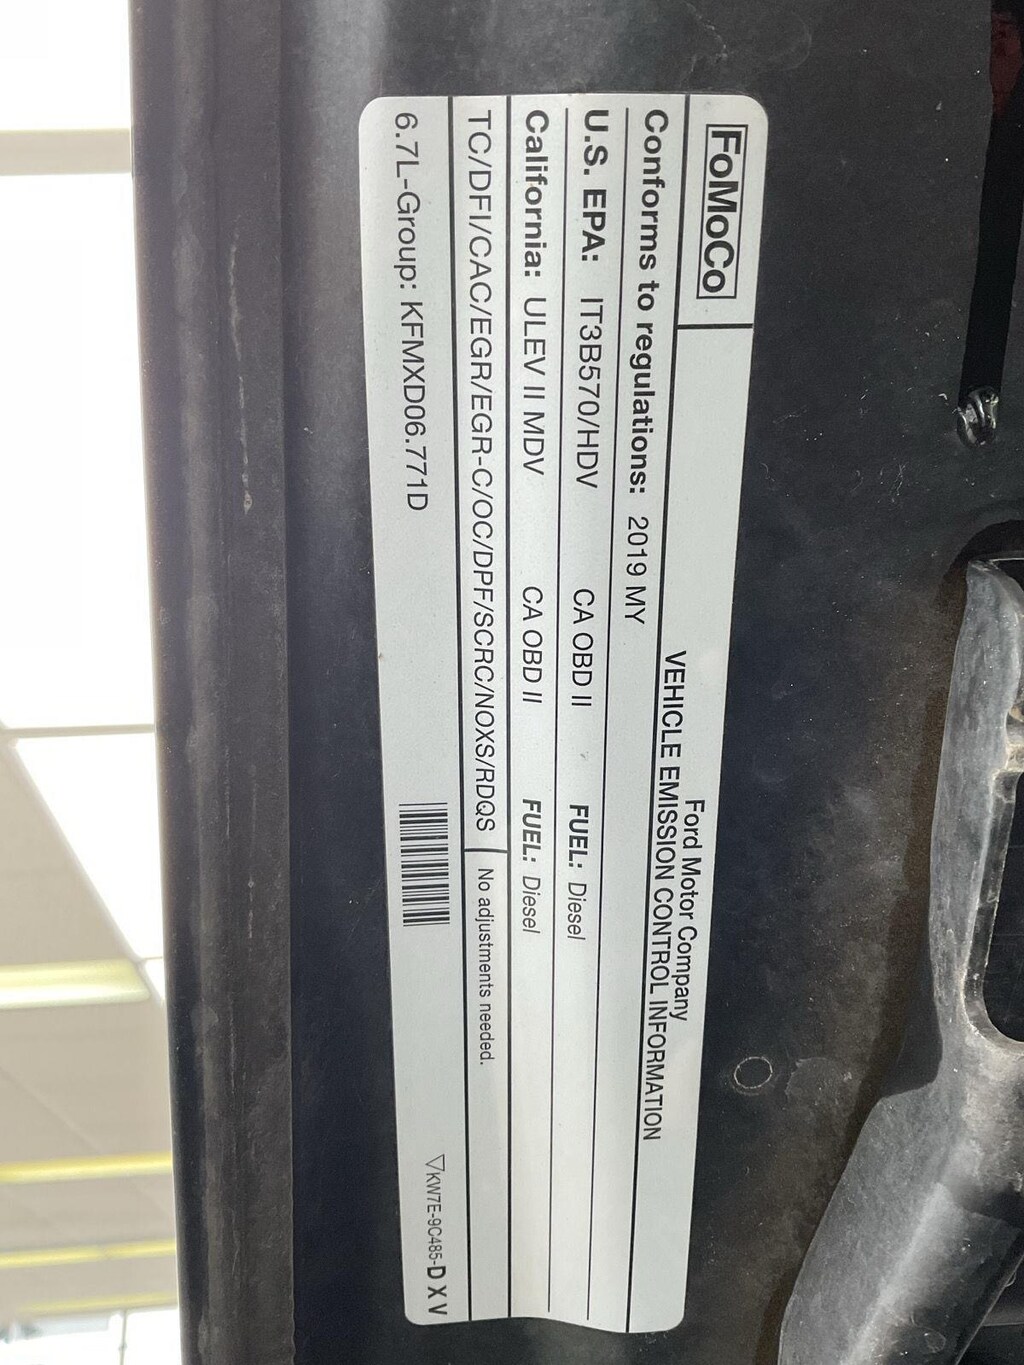 FoMoCo
Ford Motor Company
VEHICLE EMISSION CONTROL INFORMATION
Conforms to regulations: 2019 MY
U.S. EPA: IT3B570/HDV CA OBD II FUEL: Diesel
California: ULEV II MDV CA OBD II FUEL: Diesel
TC/DFI/CAC/EGR/EGR-C/OC/DPF/SCRC/NOXS/RDQS No adjustments needed.
6.7L-Group: KFMXD06.771D
▽KW7E-9C485-D X V